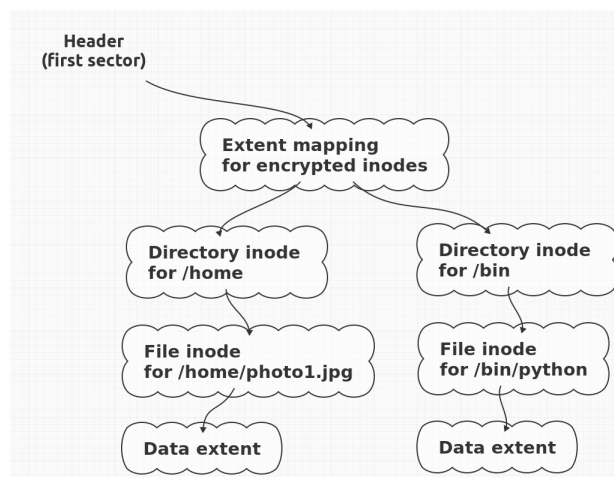 Header
(first sector)
Extent mapping
for encrypted inodes
Directory inode
for /home
Directory inode
for /bin
File inode
for /home/photo1.jpg
File inode
for /bin/python
Data extent
Data extent